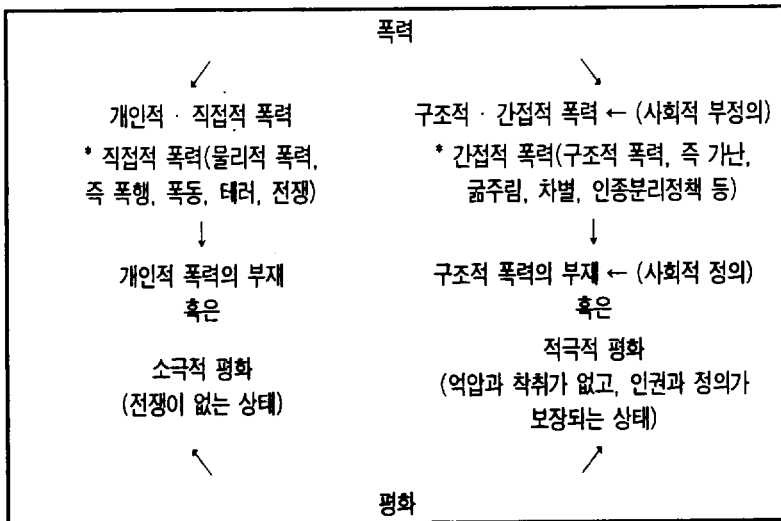 폭력
↙ ↘
개인적 · 직접적 폭력
* 직접적 폭력(물리적 폭력,
즉 폭행, 폭동, 테러, 전쟁)
↓
개인적 폭력의 부재
혹은
소극적 평화
(전쟁이 없는 상태)
구조적 · 간접적 폭력 ← (사회적 부정의)
* 간접적 폭력(구조적 폭력, 즉 가난,
굶주림, 차별, 인종분리정책 등)
↓
구조적 폭력의 부재 ← (사회적 정의)
혹은
적극적 평화
(억압과 착취가 없고, 인권과 정의가
보장되는 상태)
↖ ↗
평화